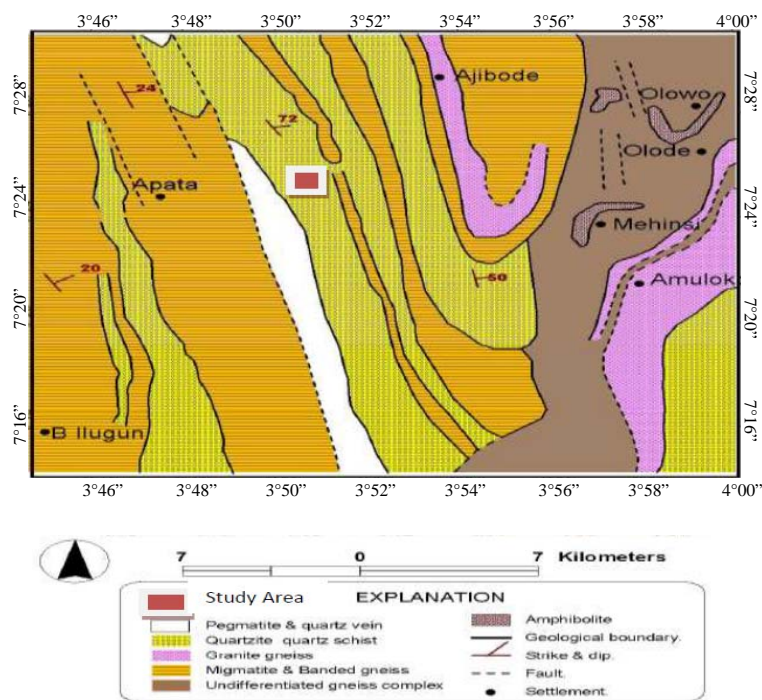 3°46” 3°48” 3°50” 3°52” 3°54” 3°56” 3°58” 4°00”
7°28” 7°28”
7°24” 7°24”
7°20” 7°20”
7°16” 7°16”
24
72
Ajibode
Olowo
Olode
Apata
Mehinsi
20
50
Amulok
B Ilugun
3°46” 3°48” 3°50” 3°52” 3°54” 3°56” 3°58” 4°00”
7 0 7 Kilometers
EXPLANATION
Study Area
Pegmatite & quartz vein
Quartzite quartz schist
Granite gneiss
Migmatite & Banded gneiss
Undifferentiated gneiss complex
Amphibolite
Geological boundary.
Strike & dip.
Fault.
Settlement.